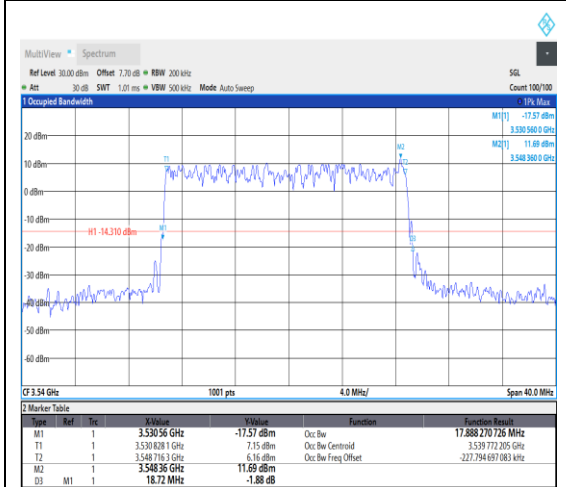 MultiView Spectrum
Ref Level 30.00 dBm Offset 7.70 dB RBW 200 kHz SGL
Att 30 dB SWT 1.01 ms VBW 500 kHz Mode Auto Sweep Count 100/100
1 Occupied Bandwidth 1Pk Max
M1[1] -17.57 dBm
3.530 560 0 GHz
M2[1] 11.69 dBm
3.548 360 0 GHz
20 dBm
M2
T1
T2
10 dBm
0 dBm
-10 dBm
M1
H1 -14.310 dBm
D3
-20 dBm
-30 dBm
-40 dBm
-50 dBm
-60 dBm
CF 3.54 GHz 1001 pts 4.0 MHz/ Span 40.0 MHz
2 Marker Table
Type Ref Trc X-Value Y-Value Function Function Result
M1 1 3.53056 GHz -17.57 dBm Occ Bw 17.888 270 726 MHz
T1 1 3.530 828 1 GHz 7.15 dBm Occ Bw Centroid 3.539 772 205 GHz
T2 1 3.548 716 3 GHz 6.16 dBm Occ Bw Freq Offset -227.794 697 083 kHz
M2 1 3.54836 GHz 11.69 dBm
D3 M1 1 18.72 MHz -1.88 dB